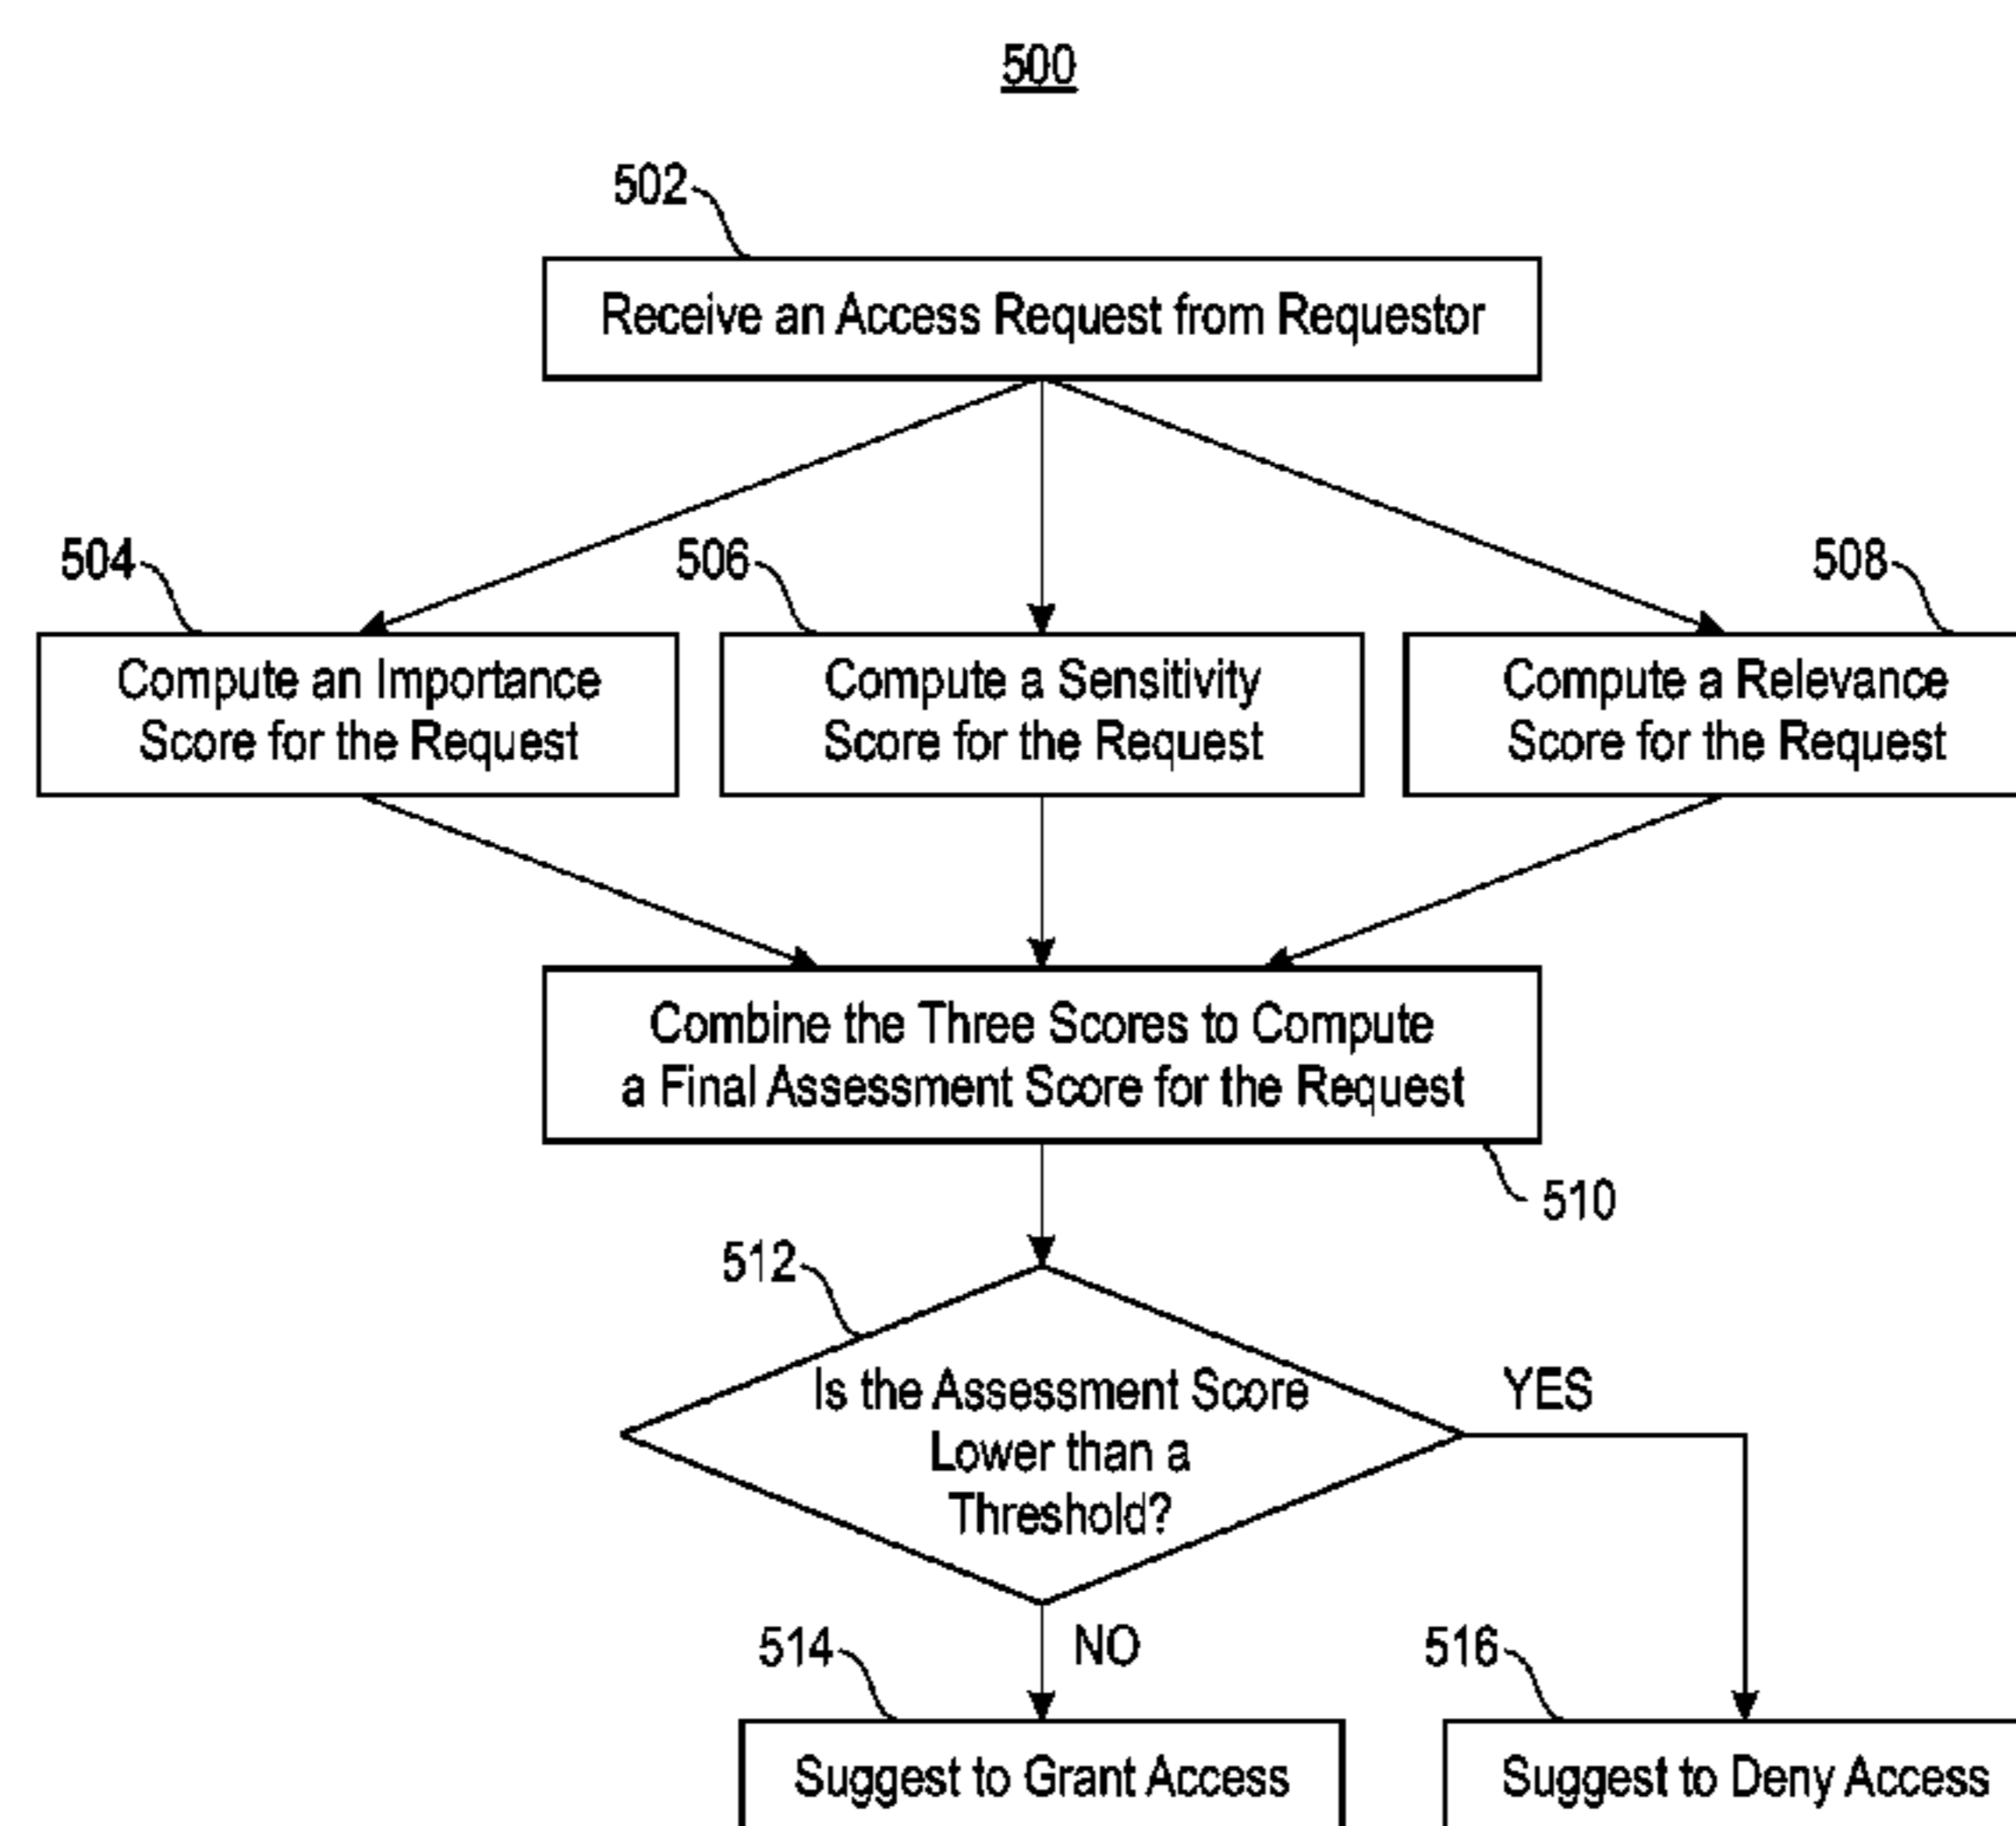 500
502
Receive an Access Request from Requestor
504
506
508
Compute an Importance
Score for the Request
Compute a Sensitivity
Score for the Request
Compute a Relevance
Score for the Request
Combine the Three Scores to Compute
a Final Assessment Score for the Request
510
512
Is the Assessment Score
Lower than a
Threshold?
YES
NO
514
516
Suggest to Grant Access
Suggest to Deny Access